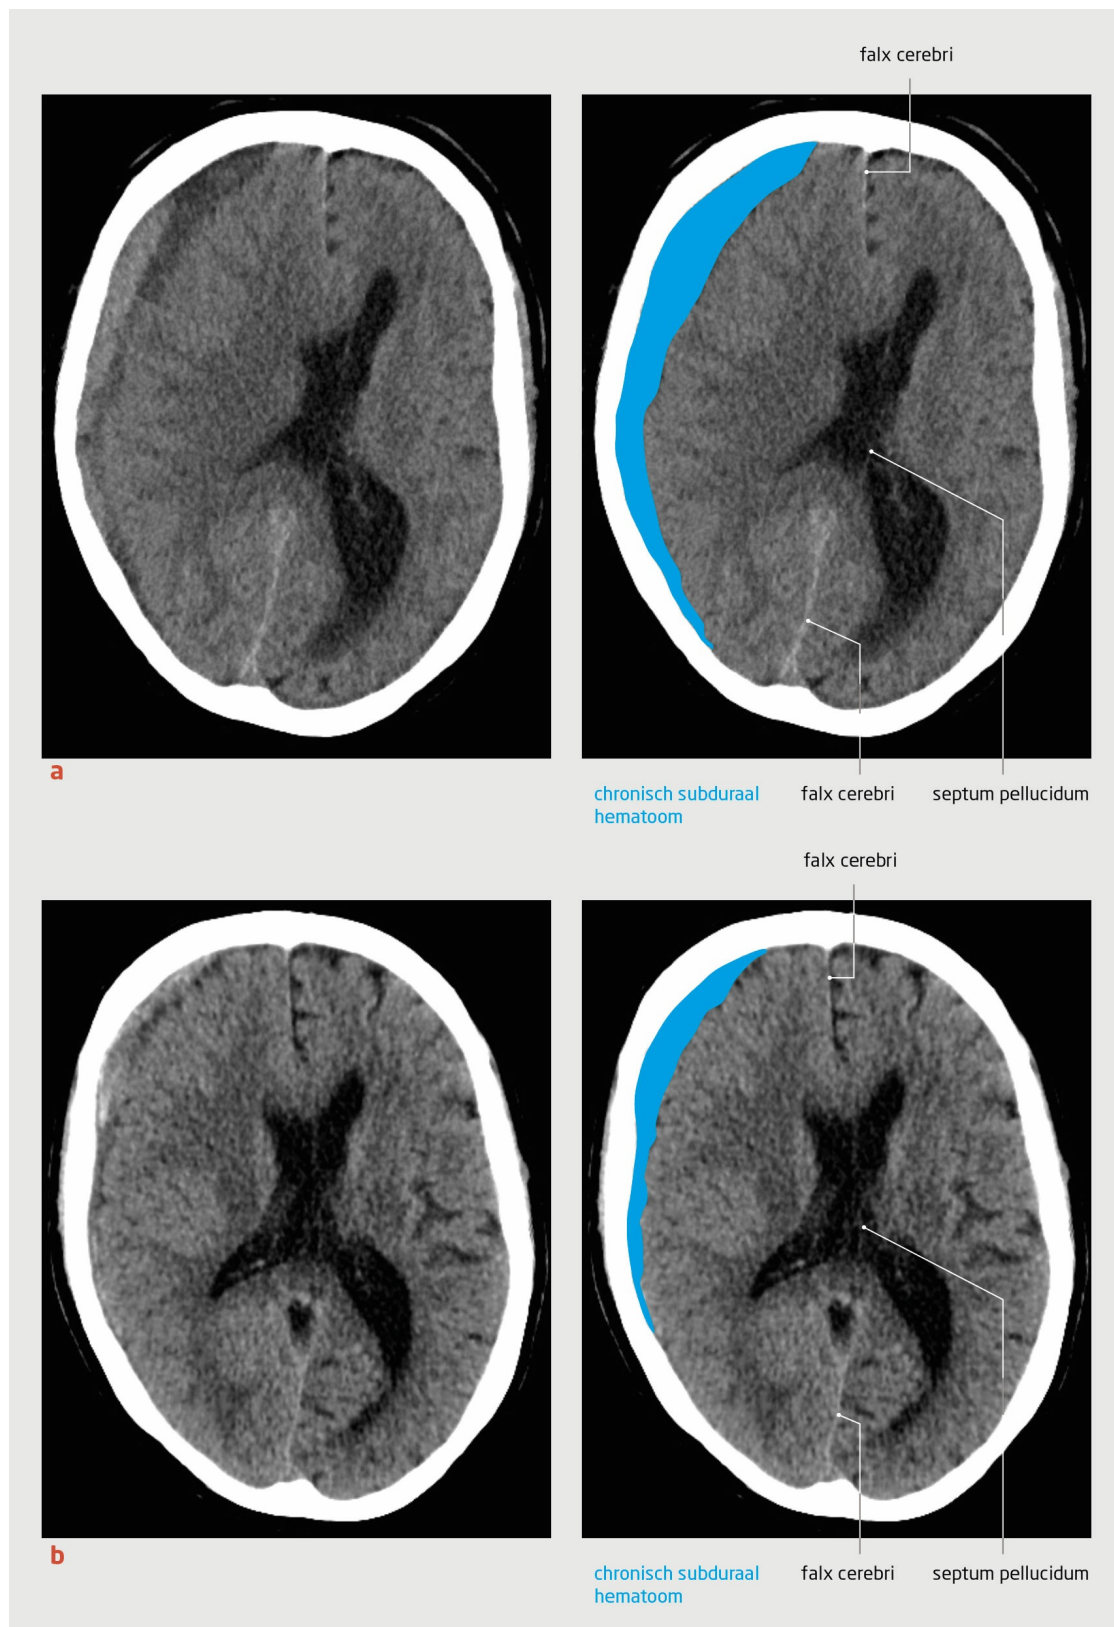 falx cerebri
a
chronisch subduraal
hematoom
falx cerebri
septum pellucidum
falx cerebri
b
chronisch subduraal
hematoom
falx cerebri
septum pellucidum